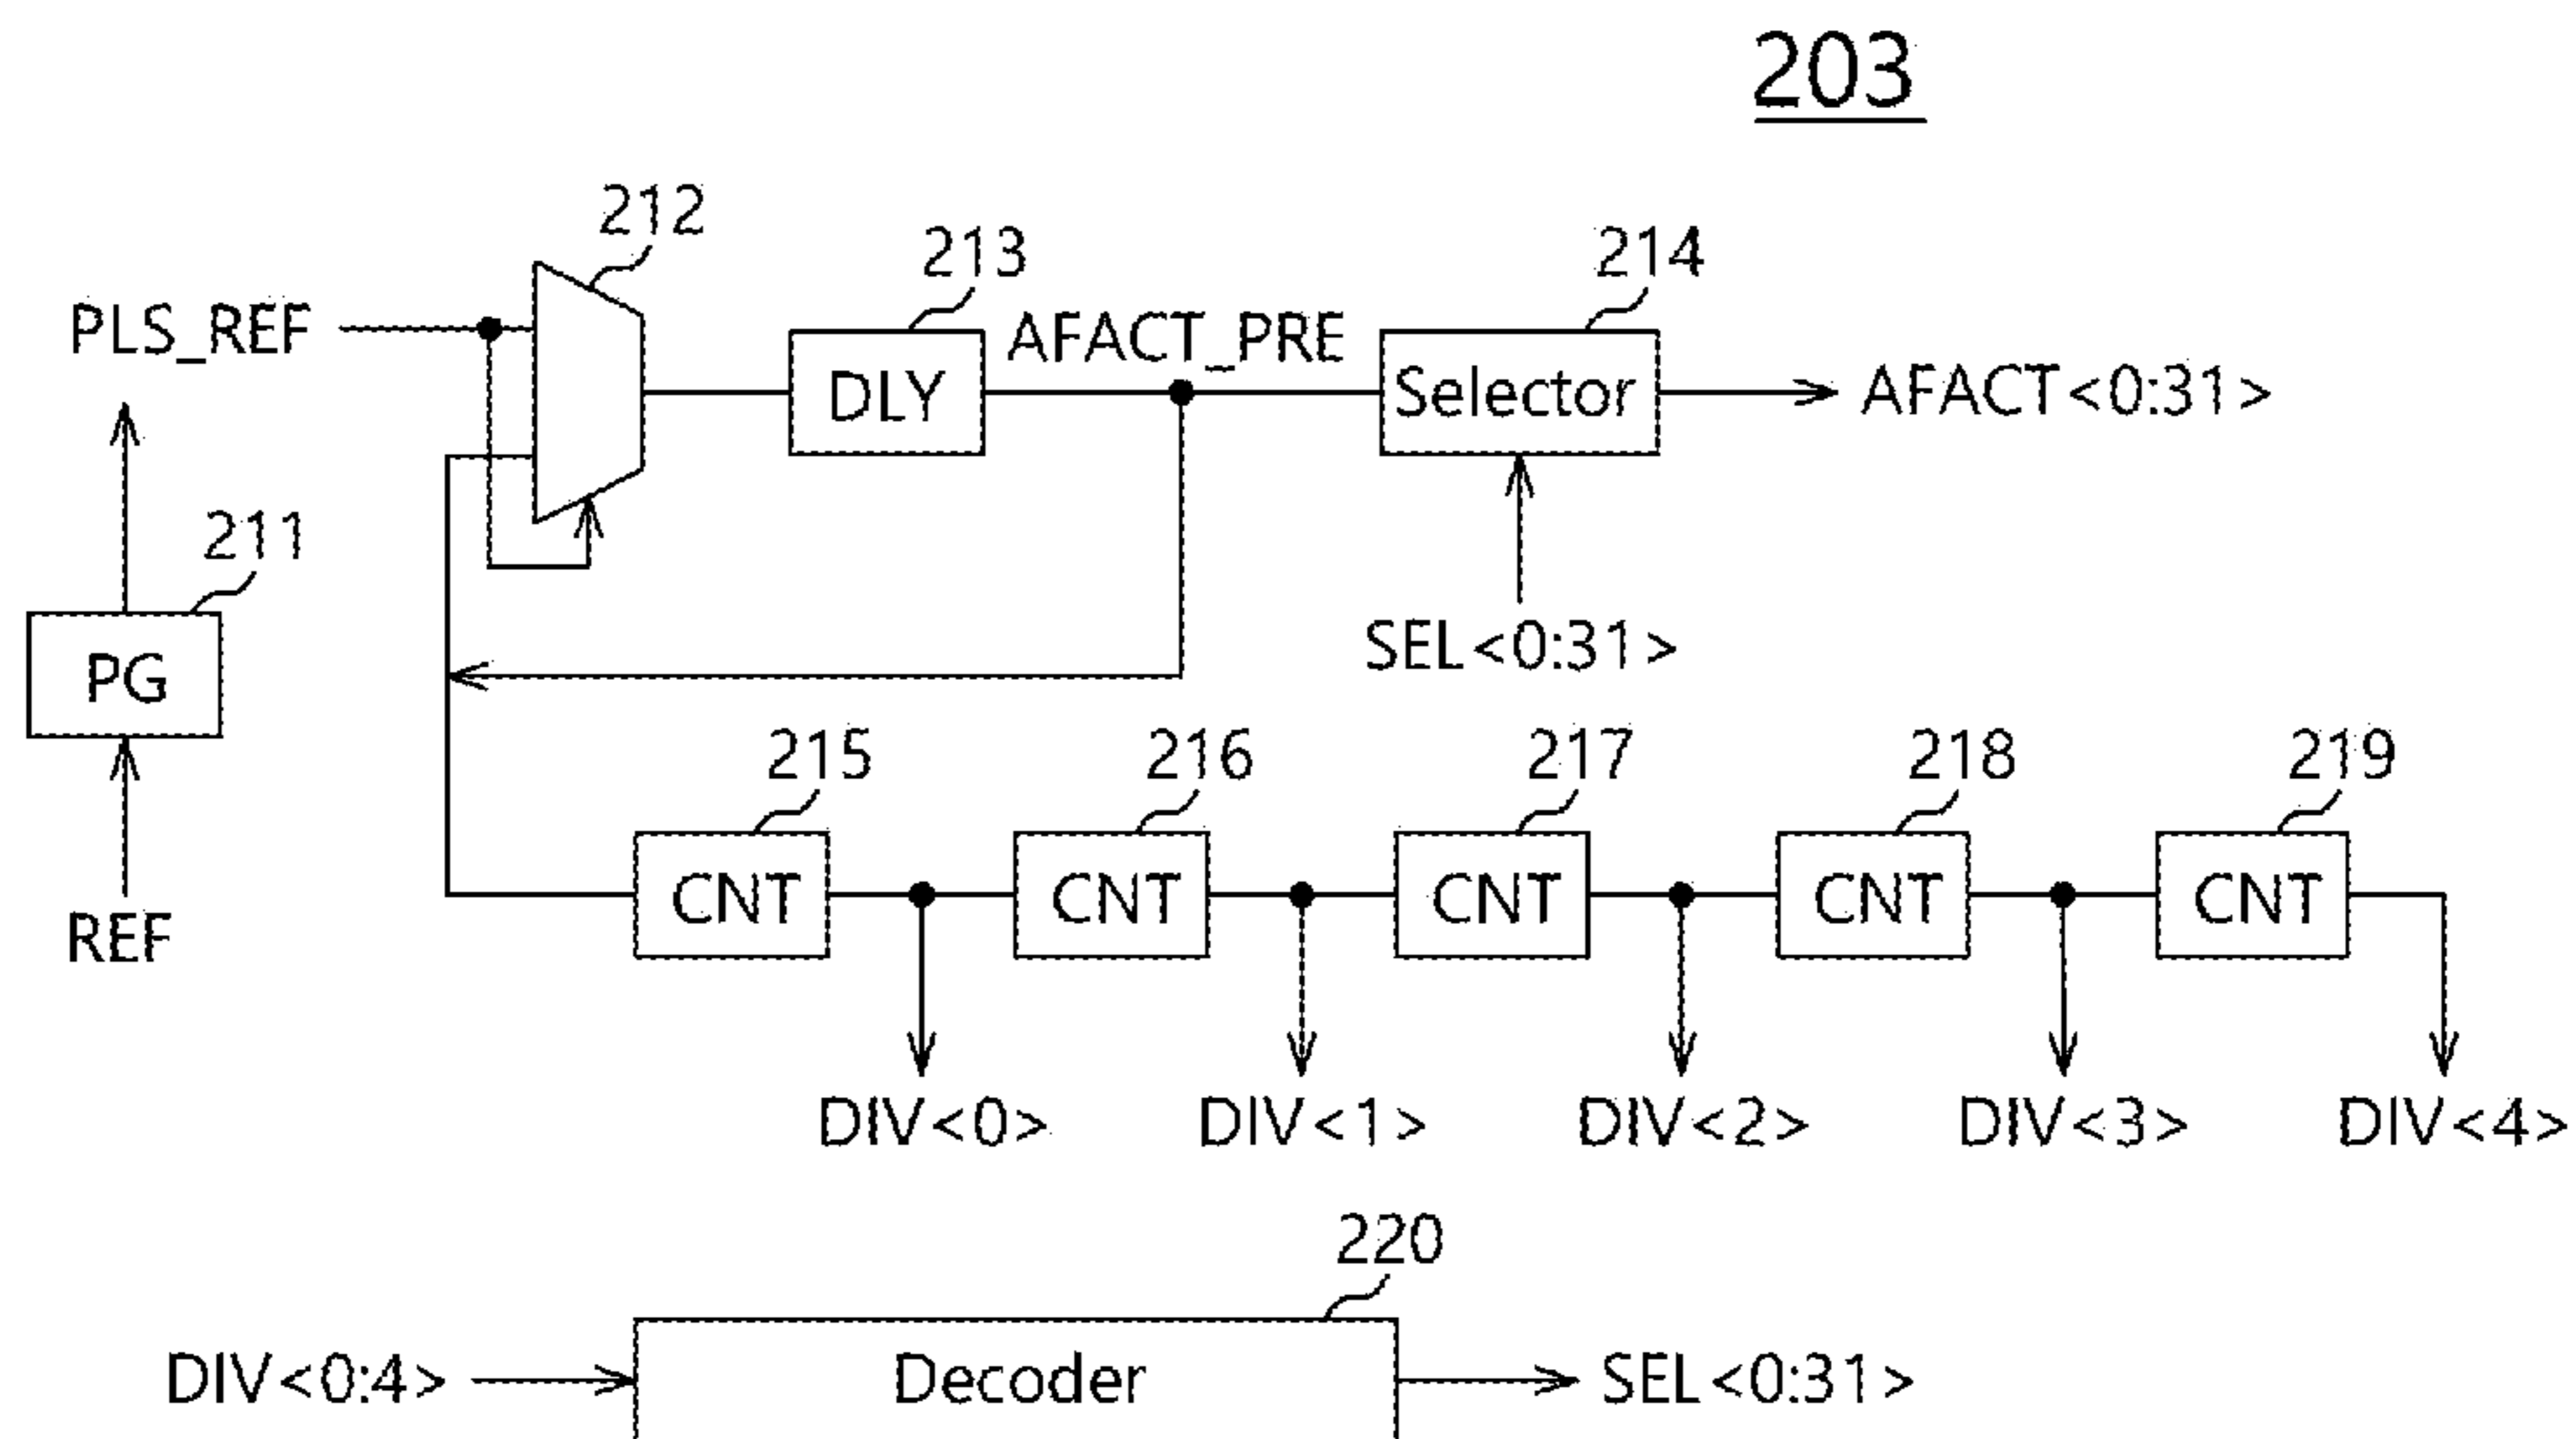 203
212
213
214
PLS_REF
DLY
AFACT_PRE
Selector
AFACT<0:31>
211
PG
REF
SEL<0:31>
215
216
217
218
219
CNT
CNT
CNT
CNT
CNT
DIV<0>
DIV<1>
DIV<2>
DIV<3>
DIV<4>
220
DIV<0:4>
Decoder
SEL<0:31>